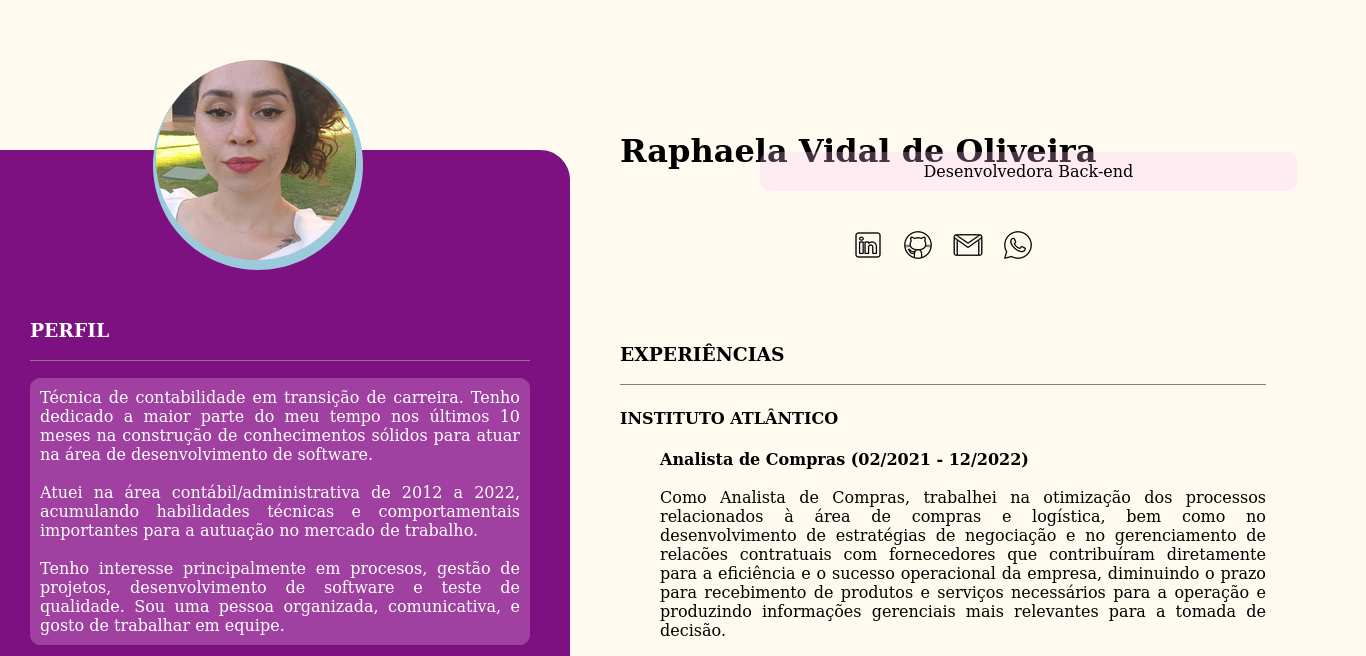 Raphaela Vidal de Oliveira
Desenvolvedora Back-end
in
PERFIL
Técnica de contabilidade em transição de carreira. Tenho
dedicado a maior parte do meu tempo nos últimos 10
meses na construção de conhecimentos sólidos para atuar
na área de desenvolvimento de software.
Atuei na área contábil/administrativa de 2012 a 2022,
acumulando habilidades técnicas e comportamentais
importantes para a autuação no mercado de trabalho.
Tenho interesse principalmente em procesos, gestão de
projetos, desenvolvimento de software e teste de
qualidade. Sou uma pessoa organizada, comunicativa, e
gosto de trabalhar em equipe.
EXPERIÊNCIAS
INSTITUTO ATLÂNTICO
Analista de Compras (02/2021 - 12/2022)
Como Analista de Compras, trabalhei na otimização dos processos
relacionados à área de compras e logística, bem como no
desenvolvimento de estratégias de negociação e no gerenciamento de
relacões contratuais com fornecedores que contribuíram diretamente
para a eficiência e o sucesso operacional da empresa, diminuindo o prazo
para recebimento de produtos e serviços necessários para a operação e
produzindo informações gerenciais mais relevantes para a tomada de
decisão.